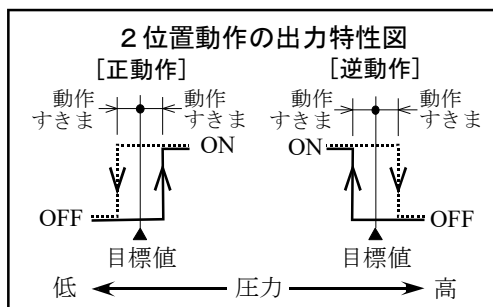 2位置動作の出力特性図
[正動作] [逆動作]
動作 動作 動作 動作
すきま すきま すきま すきま
ON ON
OFF OFF
目標値 目標値
低 圧力 高